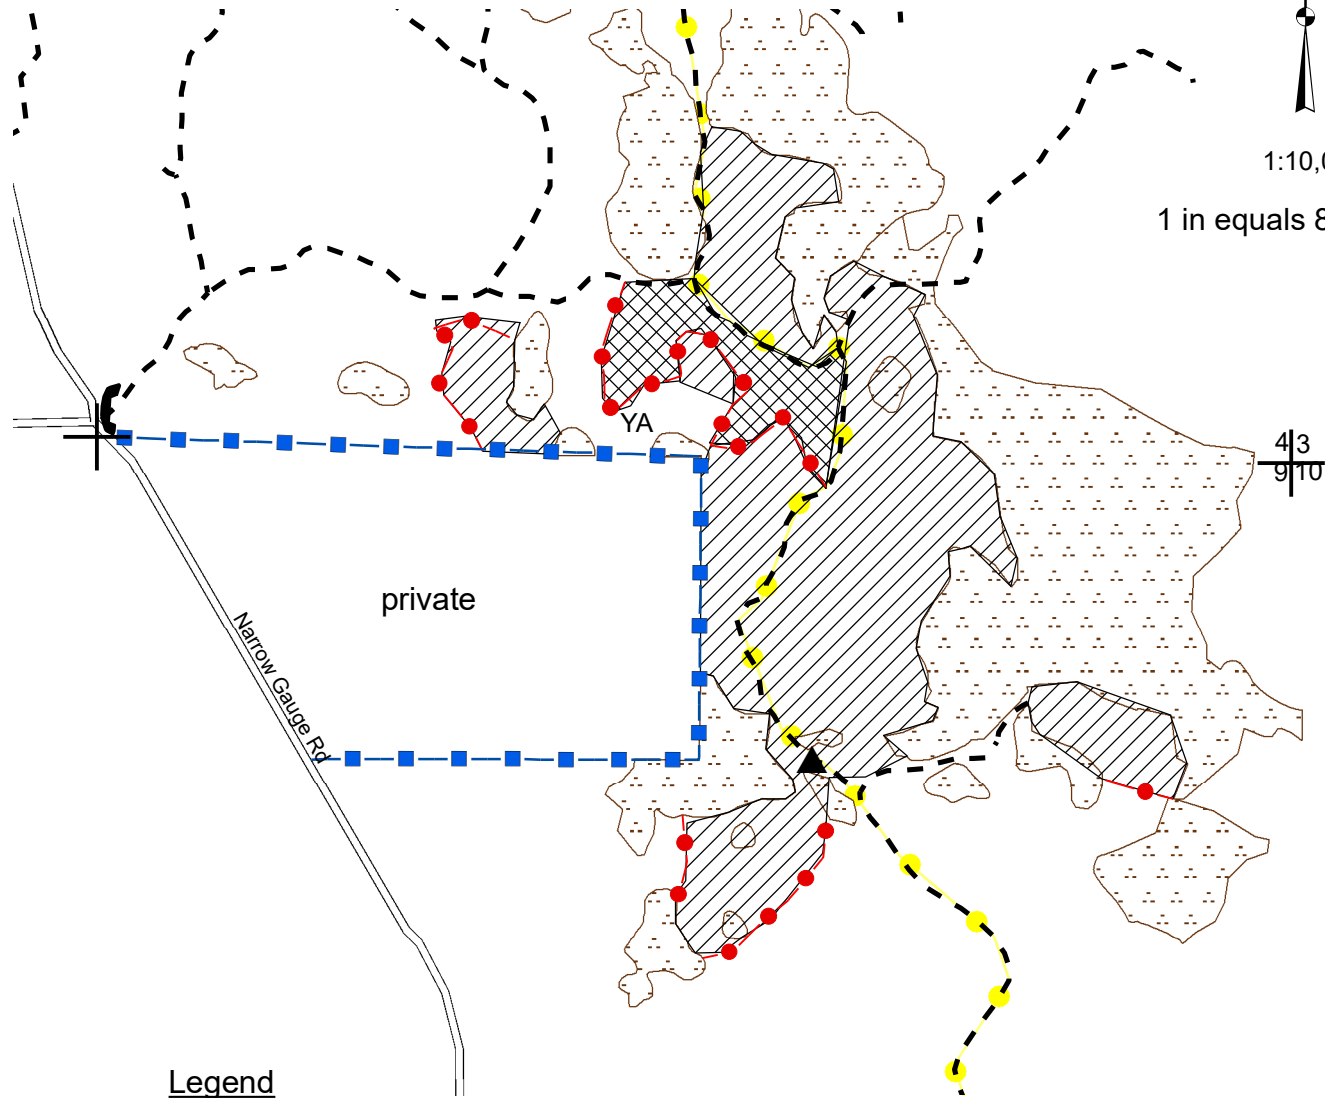 1:10,0
1 in equals 8
YA
4 3
9 10
private
Narrow Gauge Rd
Legend